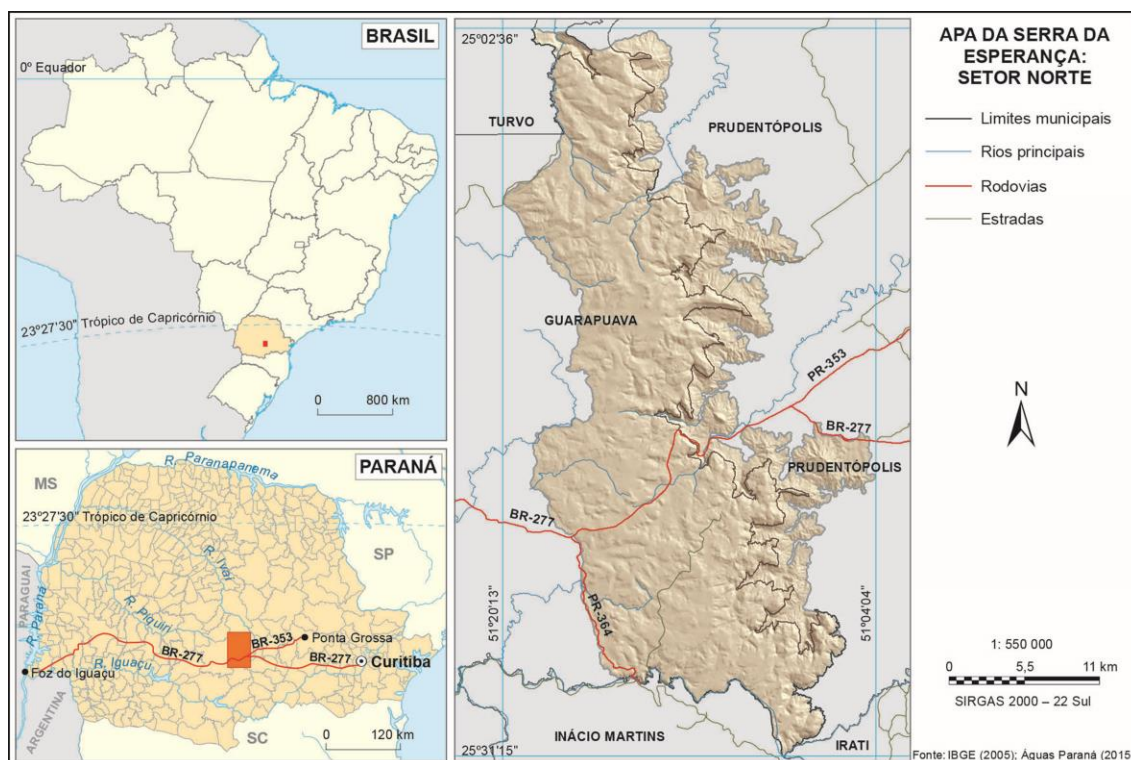 BRASIL
0º Equador
23º27'30" Trópico de Capricórnio
0 800 km
PARANÁ
MS
R. Paranapanema
23º27'30" Trópico de Capricórnio
SP
R. Ivaí
PARAGUAI
R. Paraná
R. Piquiri
BR-353
Ponta Grossa
BR-277
BR-277
Curitiba
R. Iguaçu
Foz do Iguaçu
ARGENTINA
SC
0 120 km
25º02'36"
TURVO
PRUDENTÓPOLIS
GUARAPUAVA
PR-353
BR-277
PRUDENTÓPOLIS
BR-277
51º20'13"
PR-364
51º04'04"
INÁCIO MARTINS
IRATI
25º31'15"
APA DA SERRA DA
ESPERANÇA:
SETOR NORTE
Limites municipais
Rios principais
Rodovias
Estradas
N
1: 550 000
0 5,5 11 km
SIRGAS 2000 – 22 Sul
Fonte: IBGE (2005); Águas Paraná (2015